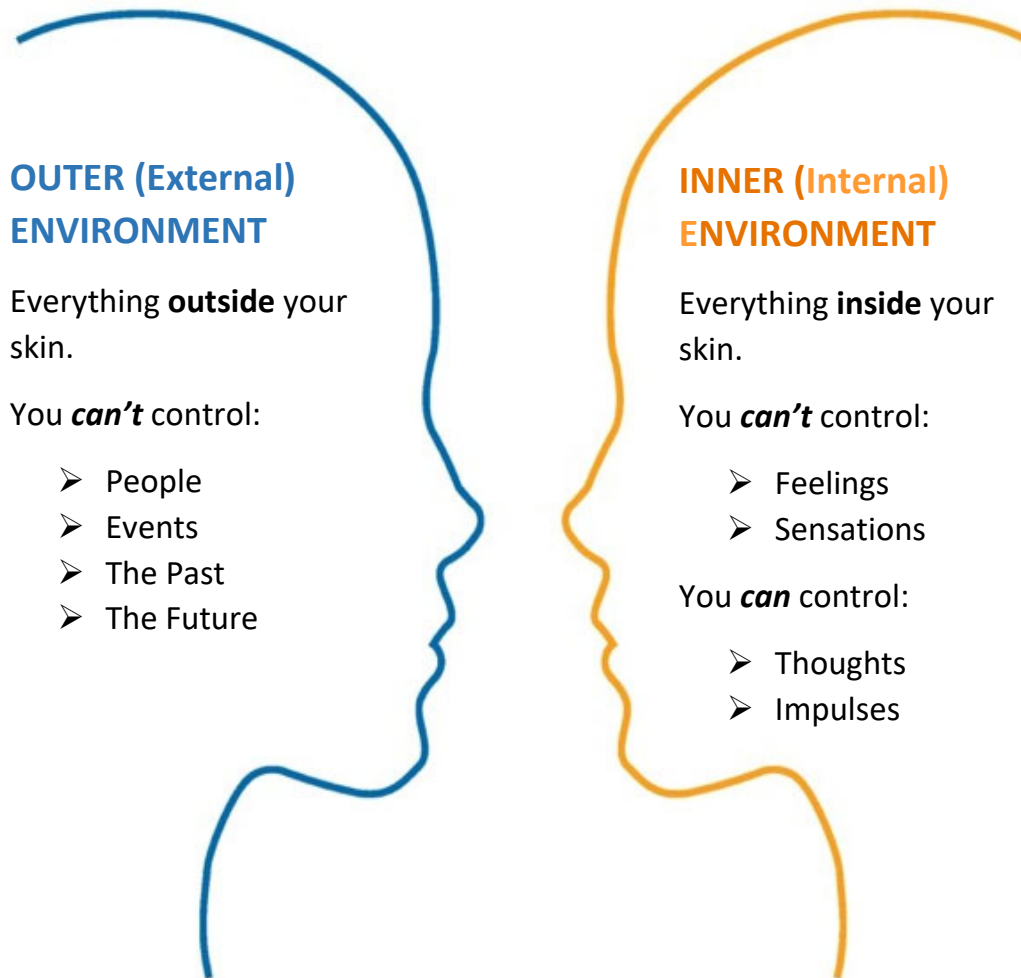 OUTER (External)
ENVIRONMENT
Everything outside your
skin.
You can’t control:
➢ People
➢ Events
➢ The Past
➢ The Future
INNER (Internal)
ENVIRONMENT
Everything inside your
skin.
You can’t control:
➢ Feelings
➢ Sensations
You can control:
➢ Thoughts
➢ Impulses